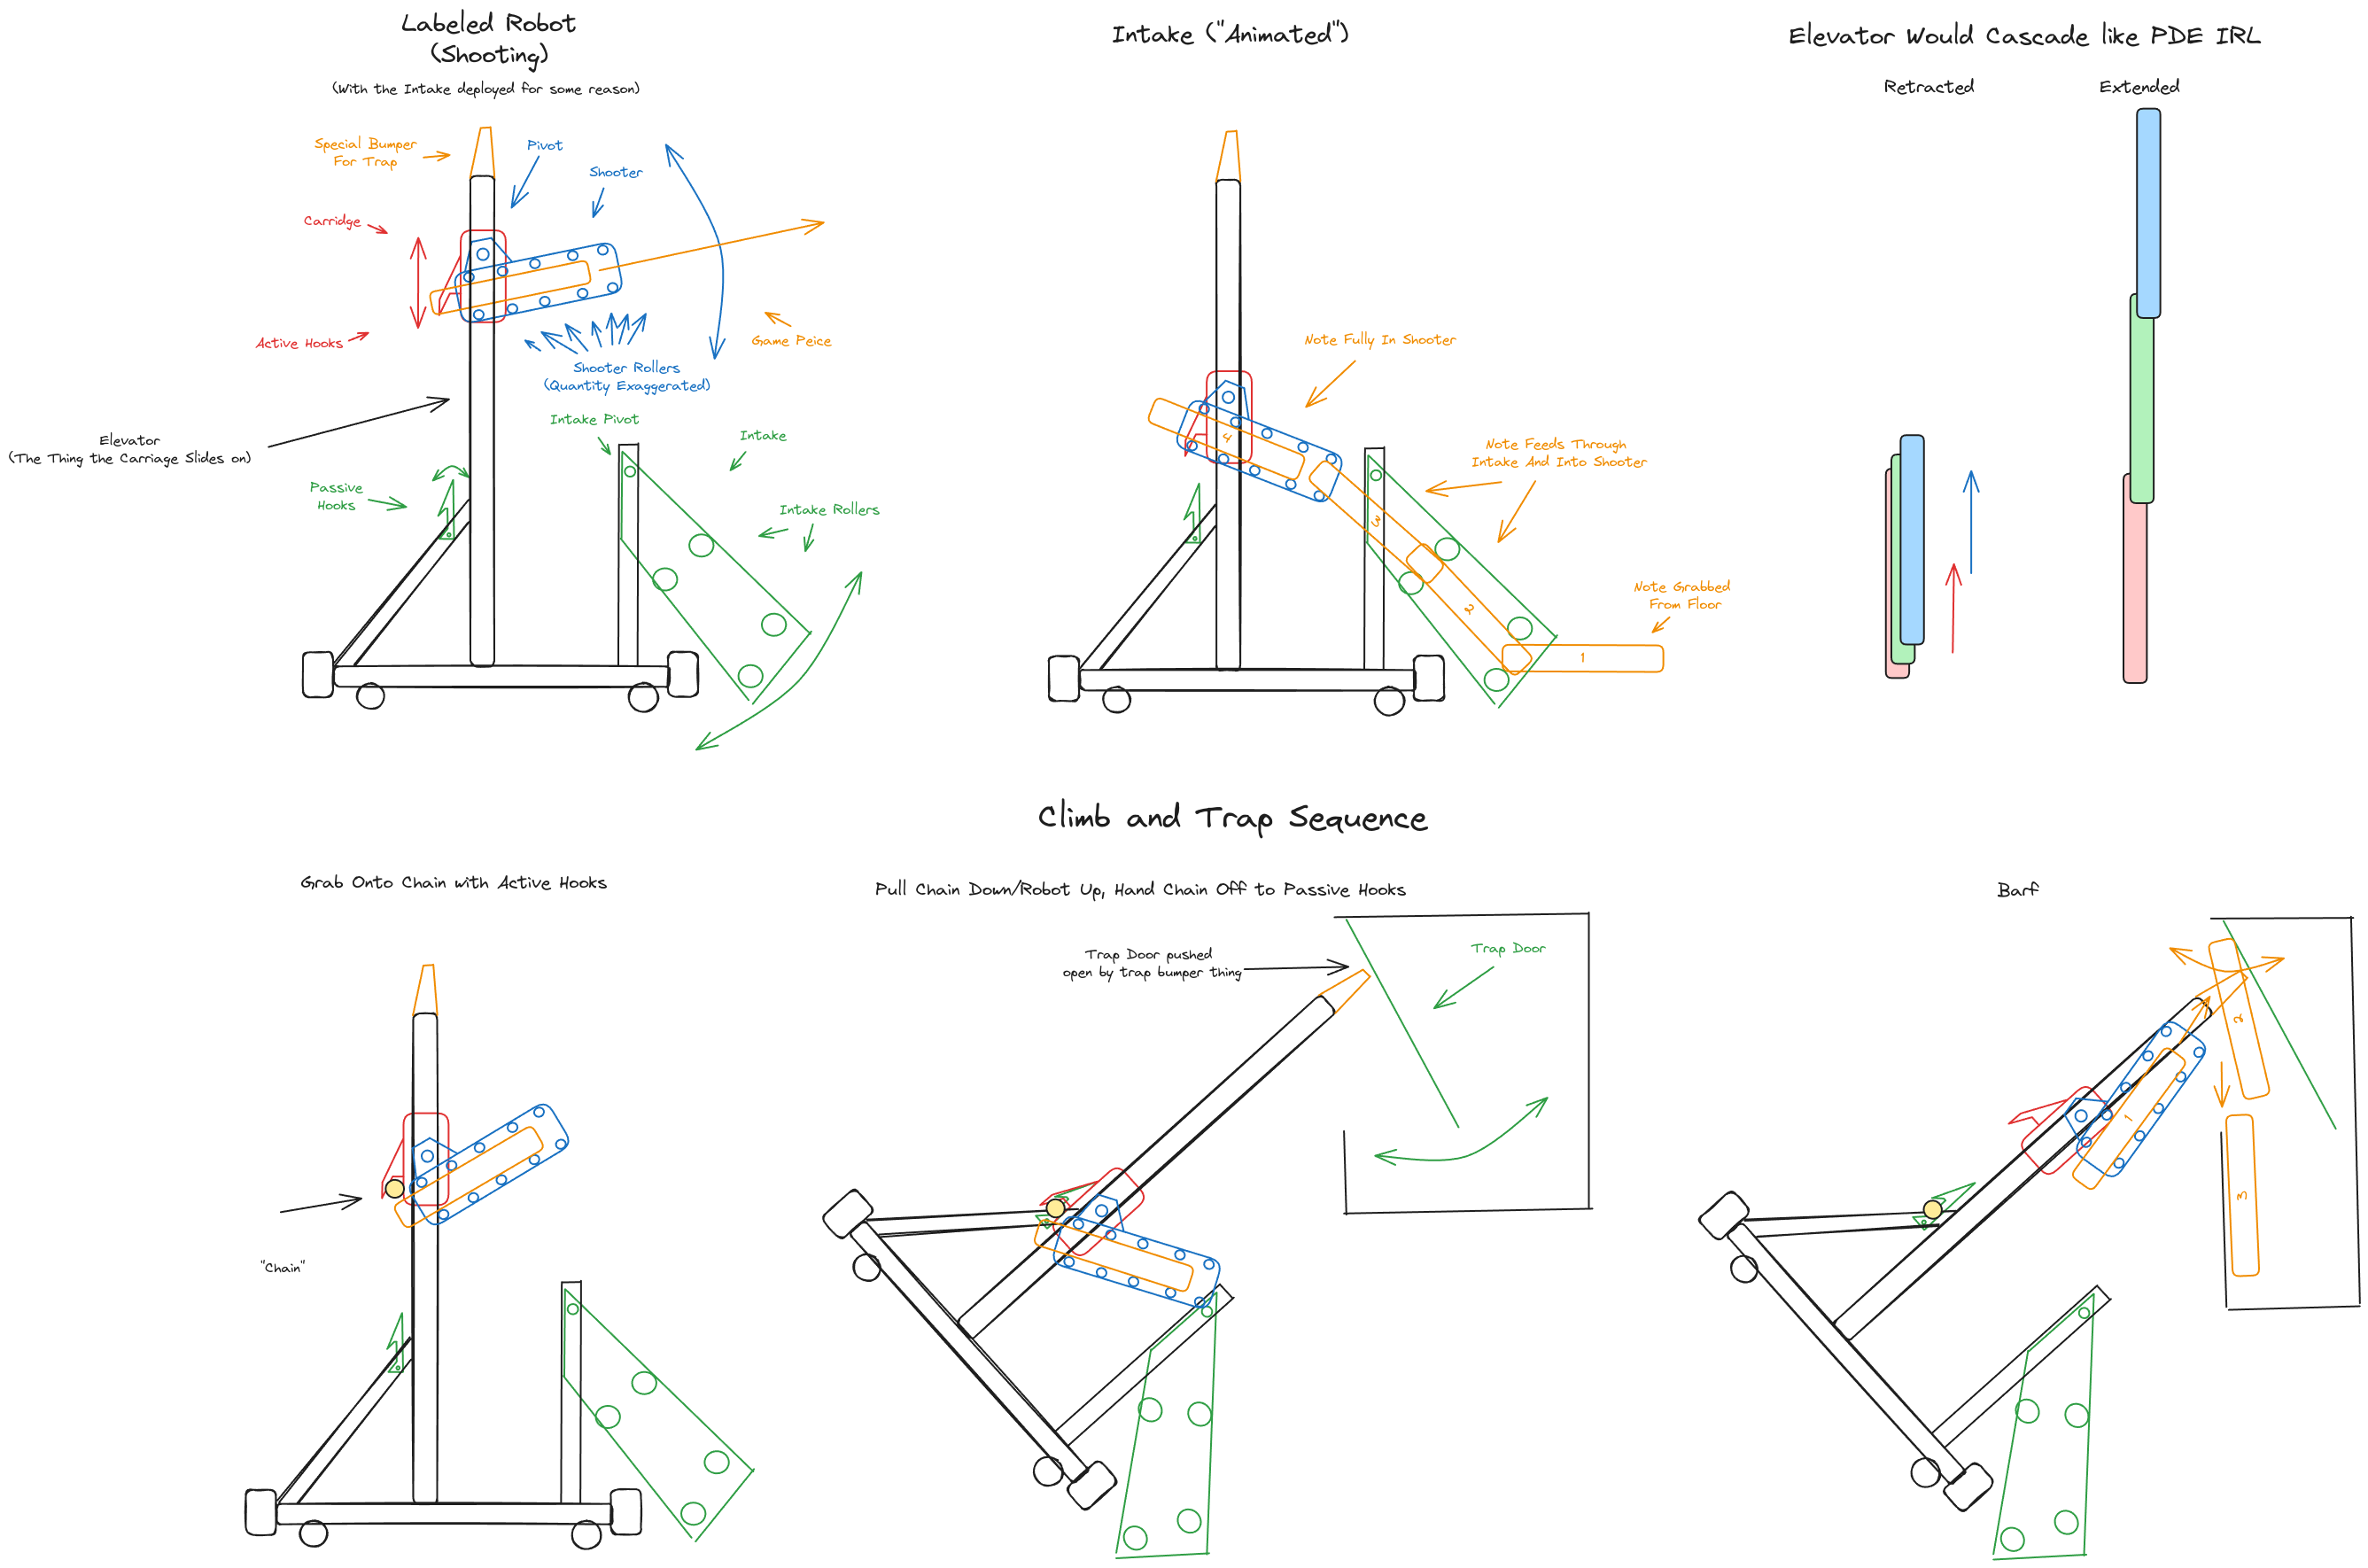 Labeled Robot
(Shooting)
(With the Intake deployed for some reason)
Special Bumper
For Trap
Pivot
Shooter
Carridge
Active Hooks
Game Peice
Shooter Rollers
(Quantity Exaggerated)
Elevator
(The Thing the Carriage Slides on)
Intake Pivot
Intake
Passive
Hooks
Intake Rollers
Intake ("Animated")
Note Fully In Shooter
Note Feeds Through
Intake And Into Shooter
Note Grabbed
From Floor
4
3
2
1
Elevator Would Cascade like PDE IRL
Retracted
Extended
Climb and Trap Sequence
Grab Onto Chain with Active Hooks
"Chain"
Pull Chain Down/Robot Up, Hand Chain Off to Passive Hooks
Trap Door pushed
open by trap bumper thing
Trap Door
Barf
2
1
3